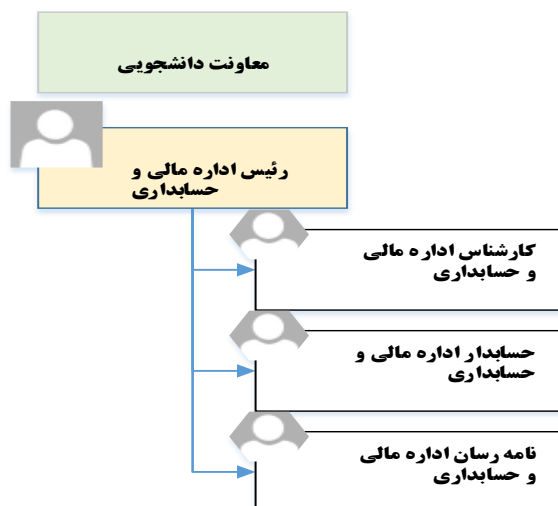 معاونت دانشجویی
رئیس اداره مالی و
حسابداری
کارشناس اداره مالی
و حسابداری
حسابدار اداره مالی و
حسابداری
نامه رسان اداره مالی
و حسابداری